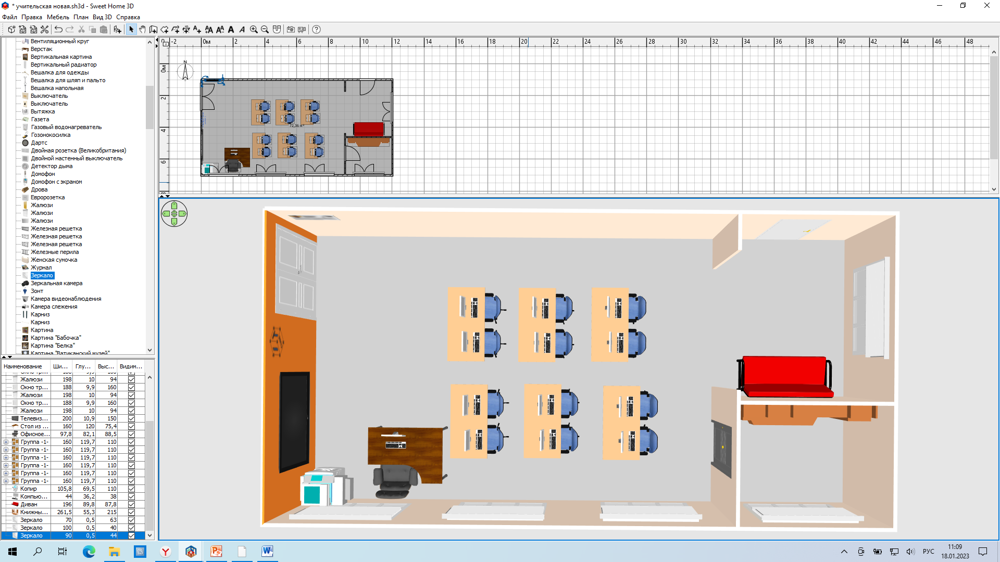 * учительская новая.sh3d - Sweet Home 3D
Файл Правка Мебель План Вид 3D Справка
-2 0м 2 4 6 8 10 12 14 16 18 20 22 24 26 28 30 32 34 36 38 40 42 44 46 48
0м
2
4
6
N
72,36 м²
Вентиляционный круг
Верстак
Вертикальная картина
Вертикальный радиатор
Вешалка для одежды
Вешалка для шляп и пальто
Вешалка напольная
Выключатель
Выключатель
Вытяжка
Газета
Газовый водонагреватель
Гозонокосилка
Дартс
Двойная розетка (Великобритания)
Двойной настенный выключатель
Детектор дыма
Домофон
Домофон с экраном
Дрова
Евророзетка
Жалюзи
Жалюзи
Жалюзи
Железная решетка
Железная решетка
Железная решетка
Железные перила
Женская сумочка
Журнал
Зеркало
Зеркальная камера
Зонт
Камера видеонаблюдения
Камера слежения
Карниз
Карниз
Картина
Картина "Бабочка"
Картина "Белка"
Картина "Ватиканский музей"
Наименование Ши... Глу... Выс... Видим...
Жалюзи 198 10 94
Окно тр... 188 9,9 160
Жалюзи 198 10 94
Окно тр... 188 9,9 160
Жалюзи 198 10 94
Телевиз... 200 10,9 150
Стол из ... 160 120 75,4
Офисное... 97,8 82,1 88,5
Группа -1- 160 119,7 110
Группа -1- 160 119,7 110
Группа -1- 160 119,7 110
Группа -1- 160 119,7 110
Группа -1- 160 119,7 110
Группа -1- 160 119,7 110
Копир 105,8 69,5 110
Компью... 44 36,2 38
Диван 196 89,8 87,8
Книжны... 261,5 55,3 215
Зеркало 70 0,5 63
Зеркало 100 0,5 40
Зеркало 90 0,5 44
РУС
11:09
18.01.2023